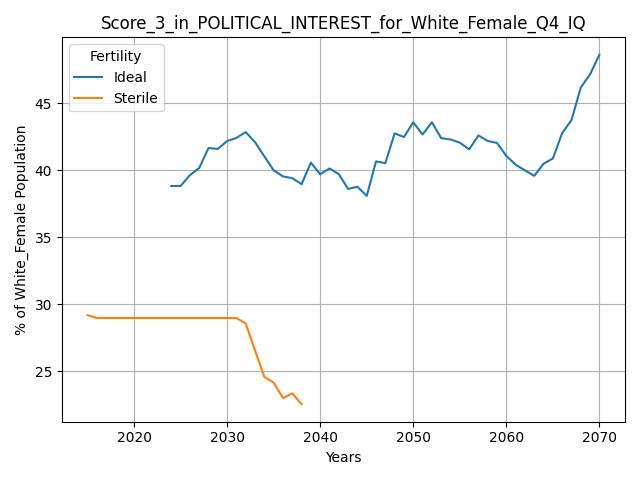 Score_3_in_POLITICAL_INTEREST_for_White_Female_Q4_IQ
Fertility
Ideal
Sterile
% of White_Female Population
45
40
35
30
25
2020 2030 2040 2050 2060 2070
Years